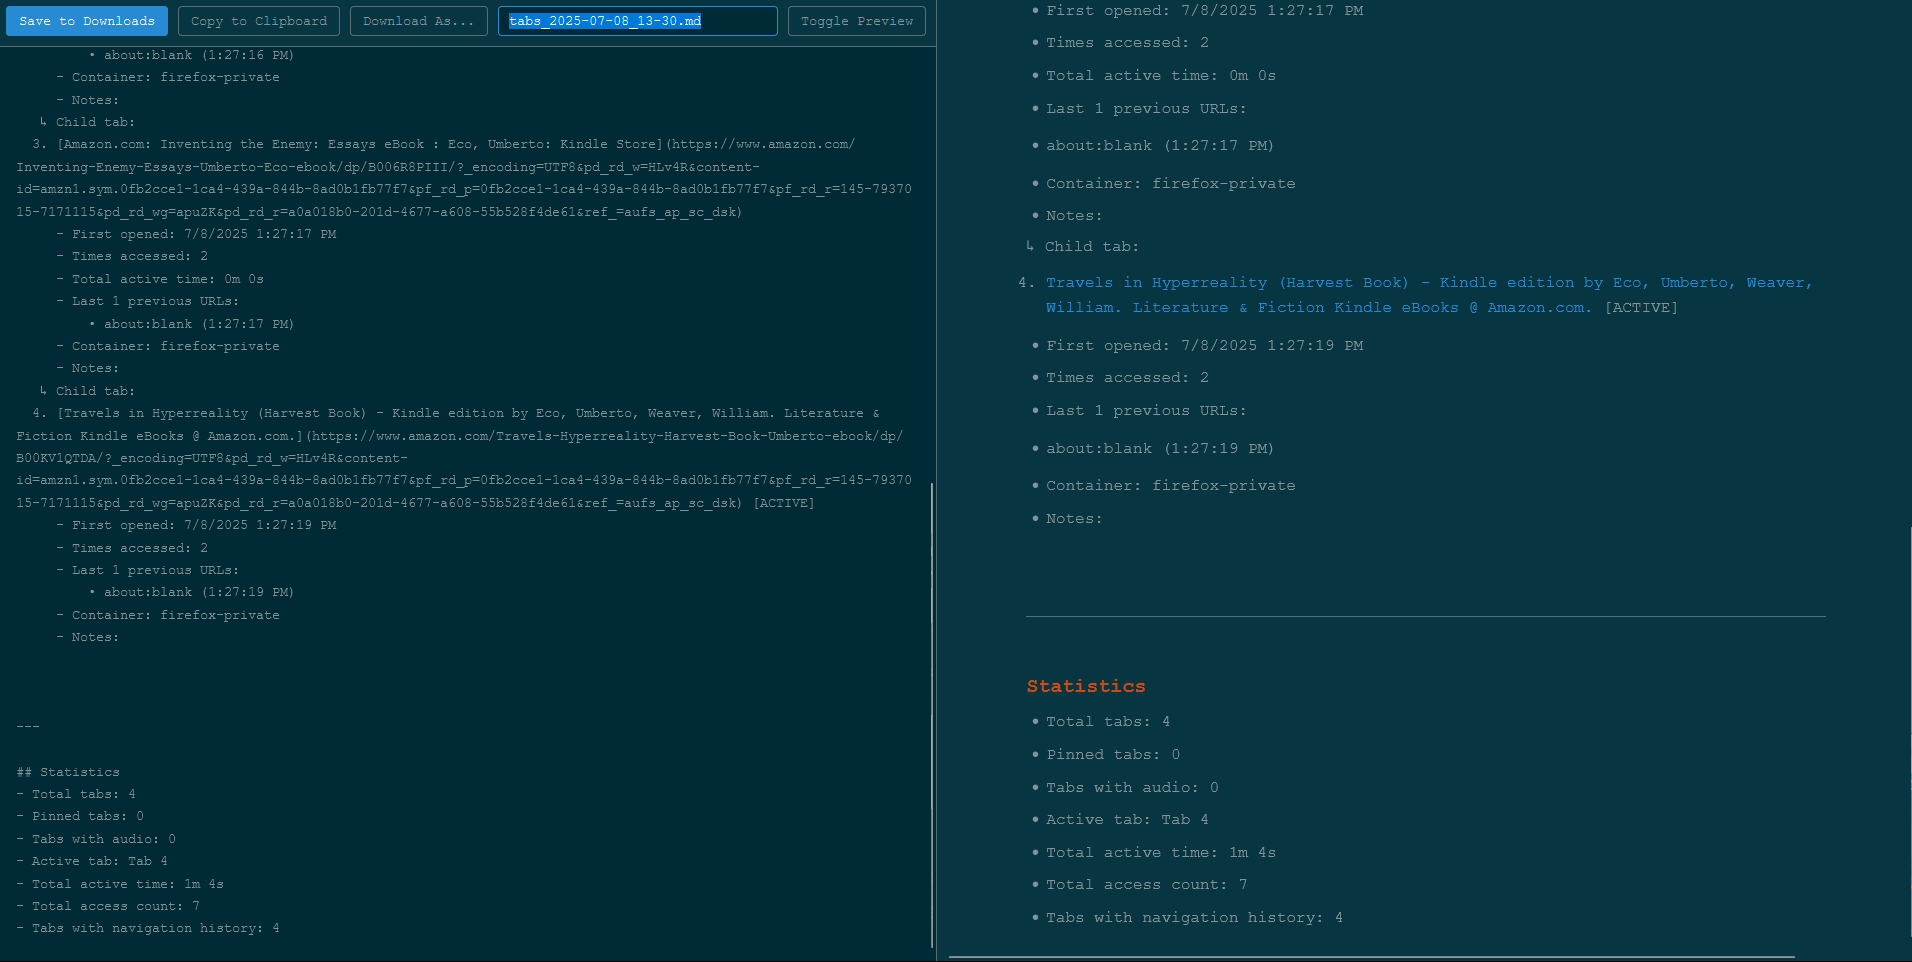 Save to Downloads
Copy to Clipboard
Download As...
tabs_2025-07-08_13-30.md
Toggle Preview
• about:blank (1:27:16 PM)
- Container: firefox-private
- Notes:
↳ Child tab:
3. [Amazon.com: Inventing the Enemy: Essays eBook : Eco, Umberto: Kindle Store](https://www.amazon.com/
Inventing-Enemy-Essays-Umberto-Eco-ebook/dp/B006R8PIII/?_encoding=UTF8&pd_rd_w=HLv4R&content-
id=amzn1.sym.0fb2cce1-1ca4-439a-844b-8ad0b1fb77f7&pf_rd_p=0fb2cce1-1ca4-439a-844b-8ad0b1fb77f7&pf_rd_r=145-79370
15-7171115&pd_rd_wg=apuZK&pd_rd_r=a0a018b0-201d-4677-a608-55b528f4de61&ref_=aufs_ap_sc_dsk)
- First opened: 7/8/2025 1:27:17 PM
- Times accessed: 2
- Total active time: 0m 0s
- Last 1 previous URLs:
• about:blank (1:27:17 PM)
- Container: firefox-private
- Notes:
↳ Child tab:
4. [Travels in Hyperreality (Harvest Book) - Kindle edition by Eco, Umberto, Weaver, William. Literature &
Fiction Kindle eBooks @ Amazon.com.](https://www.amazon.com/Travels-Hyperreality-Harvest-Book-Umberto-ebook/dp/
B00KV1QTDA/?_encoding=UTF8&pd_rd_w=HLv4R&content-
id=amzn1.sym.0fb2cce1-1ca4-439a-844b-8ad0b1fb77f7&pf_rd_p=0fb2cce1-1ca4-439a-844b-8ad0b1fb77f7&pf_rd_r=145-79370
15-7171115&pd_rd_wg=apuZK&pd_rd_r=a0a018b0-201d-4677-a608-55b528f4de61&ref_=aufs_ap_sc_dsk) [ACTIVE]
- First opened: 7/8/2025 1:27:19 PM
- Times accessed: 2
- Last 1 previous URLs:
• about:blank (1:27:19 PM)
- Container: firefox-private
- Notes:
---
## Statistics
- Total tabs: 4
- Pinned tabs: 0
- Tabs with audio: 0
- Active tab: Tab 4
- Total active time: 1m 4s
- Total access count: 7
- Tabs with navigation history: 4
• First opened: 7/8/2025 1:27:17 PM
• Times accessed: 2
• Total active time: 0m 0s
• Last 1 previous URLs:
• about:blank (1:27:17 PM)
• Container: firefox-private
• Notes:
↳ Child tab:
4. Travels in Hyperreality (Harvest Book) - Kindle edition by Eco, Umberto, Weaver,
William. Literature & Fiction Kindle eBooks @ Amazon.com. [ACTIVE]
• First opened: 7/8/2025 1:27:19 PM
• Times accessed: 2
• Last 1 previous URLs:
• about:blank (1:27:19 PM)
• Container: firefox-private
• Notes:
Statistics
• Total tabs: 4
• Pinned tabs: 0
• Tabs with audio: 0
• Active tab: Tab 4
• Total active time: 1m 4s
• Total access count: 7
• Tabs with navigation history: 4